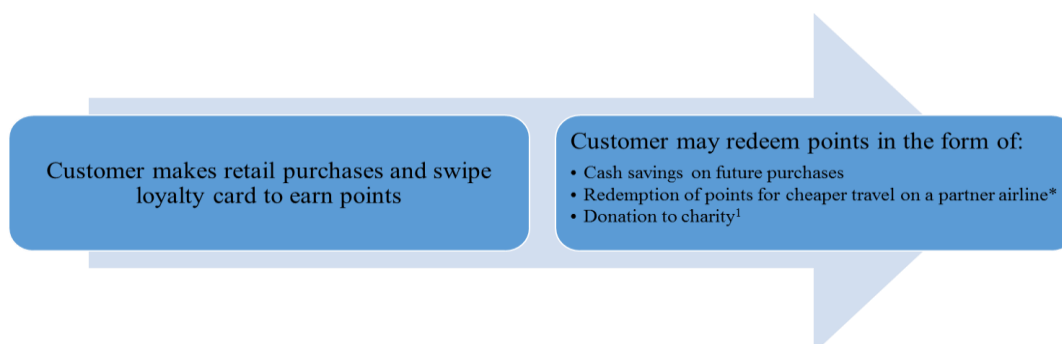 Customer makes retail purchases and swipe
loyalty card to earn points
Customer may redeem points in the form of:
• Cash savings on future purchases
• Redemption of points for cheaper travel on a partner airline*
• Donation to charity¹